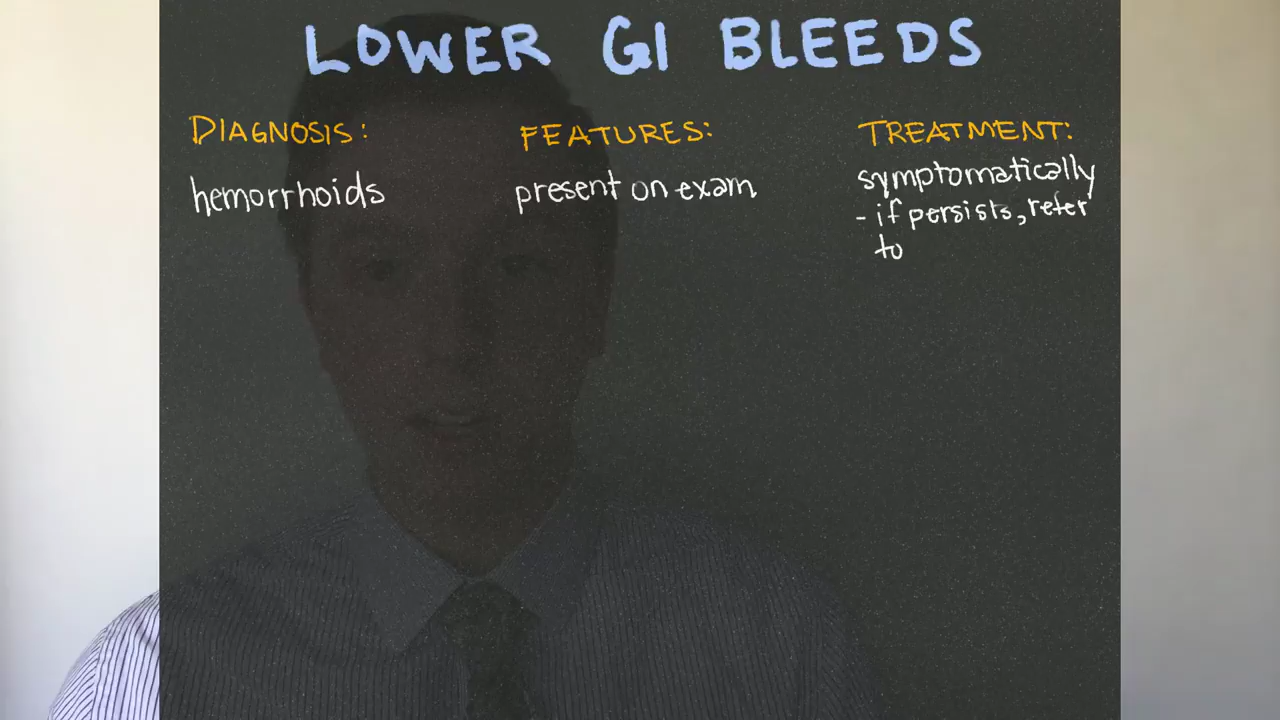 LOWER GI BLEEDS
DIAGNOSIS: FEATURES: TREATMENT:
hemorrhoids present on exam symptomatically
- if persists, refer
to